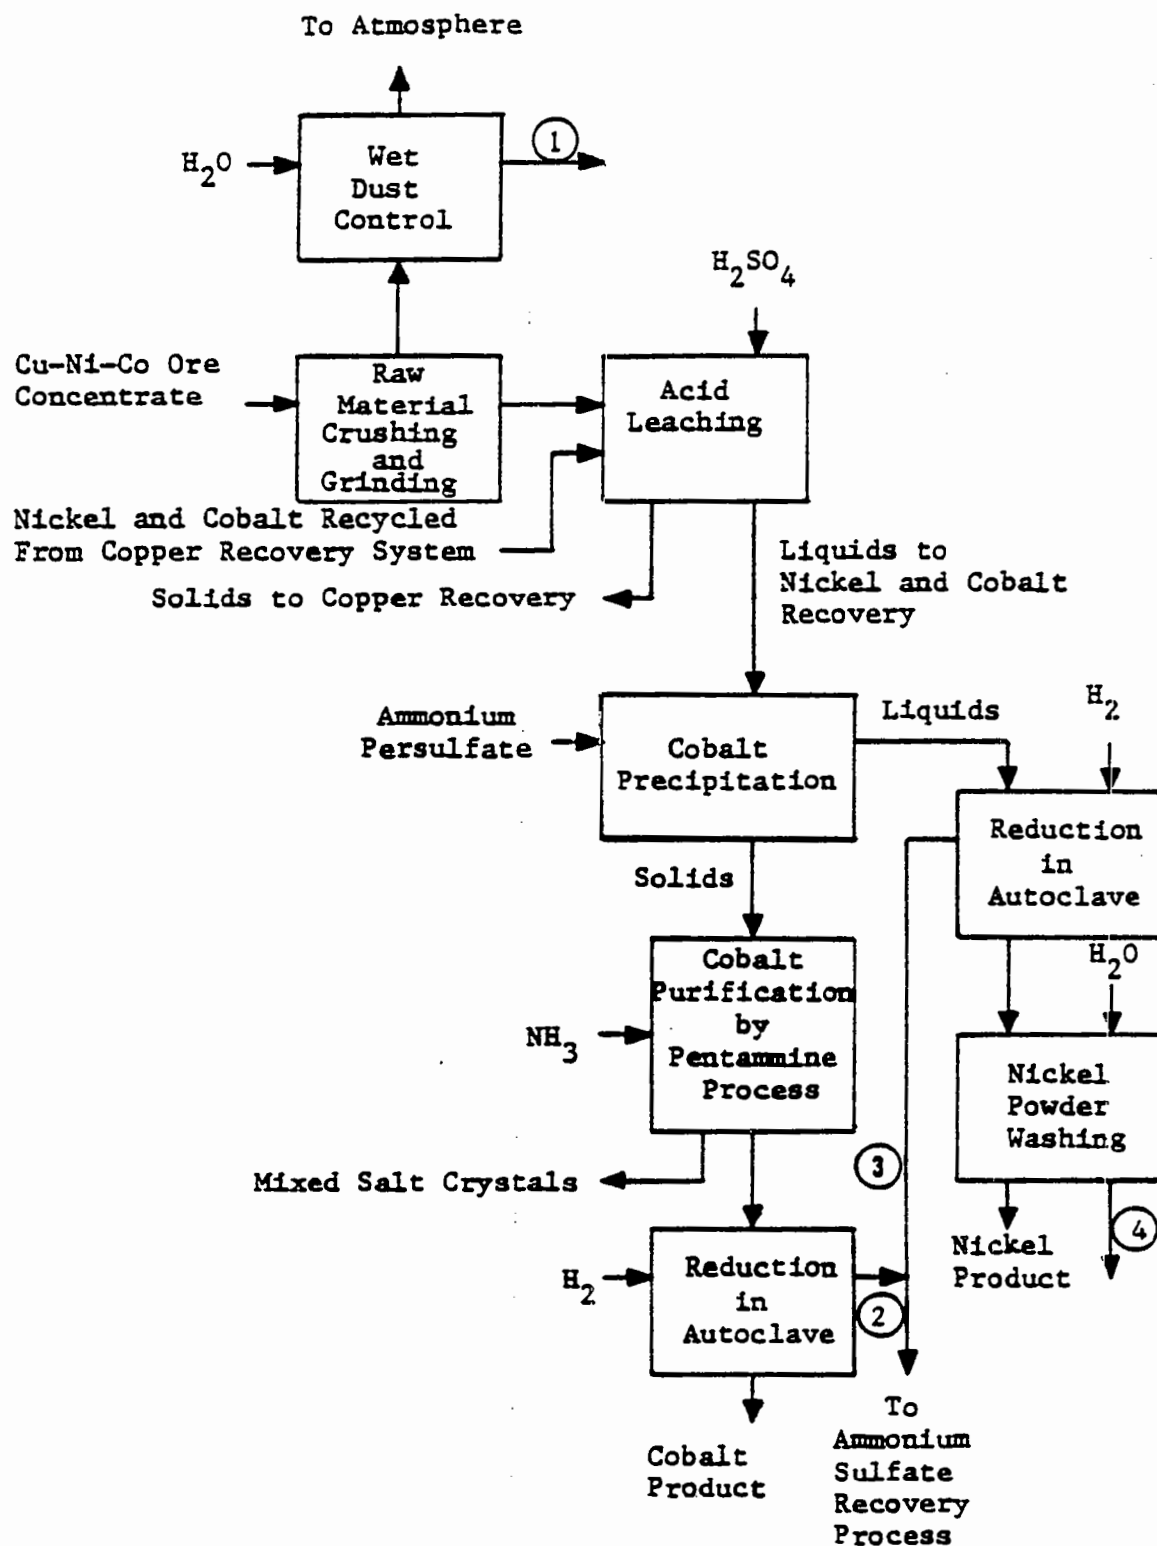 To Atmosphere
H2O
Wet
Dust
Control
1
H2SO4
Cu-Ni-Co Ore
Concentrate
Raw
Material
Crushing
and
Grinding
Acid
Leaching
Nickel and Cobalt Recycled
From Copper Recovery System
Solids to Copper Recovery
Liquids to
Nickel and Cobalt
Recovery
Ammonium
Persulfate
Cobalt
Precipitation
Liquids
H2
Reduction
in
Autoclave
Solids
Cobalt
Purification
by
Pentammine
Process
NH3
H2O
Nickel
Powder
Washing
3
Mixed Salt Crystals
4
Nickel
Product
H2
Reduction
in
Autoclave
2
Cobalt
Product
To
Ammonium
Sulfate
Recovery
Process